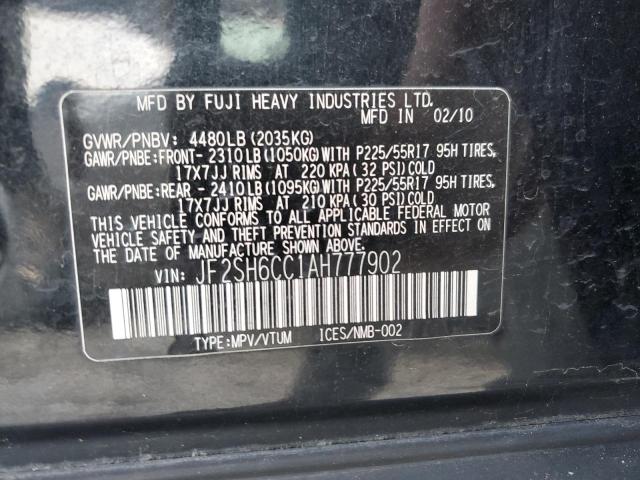 MFD BY FUJI HEAVY INDUSTRIES LTD.
MFD IN 02/10
GVWR/PNBV: 4480LB (2035KG)
GAWR/PNBE:FRONT- 2310LB (1050KG)WITH P225/55R17 95H TIRES,
17X7JJ RIMS AT 220 KPA (32 PSI)COLD
GAWR/PNBE:REAR - 2410LB (1095KG)WITH P225/55R17 95H TIRES,
17X7JJ RIMS AT 210 KPA (30 PSI)COLD
THIS VEHICLE CONFORMS TO ALL APPLICABLE FEDERAL MOTOR
VEHICLE SAFETY AND THEFT PREVENTION STANDARDS IN EFFECT ON
THE DATE OF MANUFACTURE SHOWN ABOVE.
VIN: JF2SH6CC1AH777902
TYPE:MPV/VTUM ICES/NMB-002